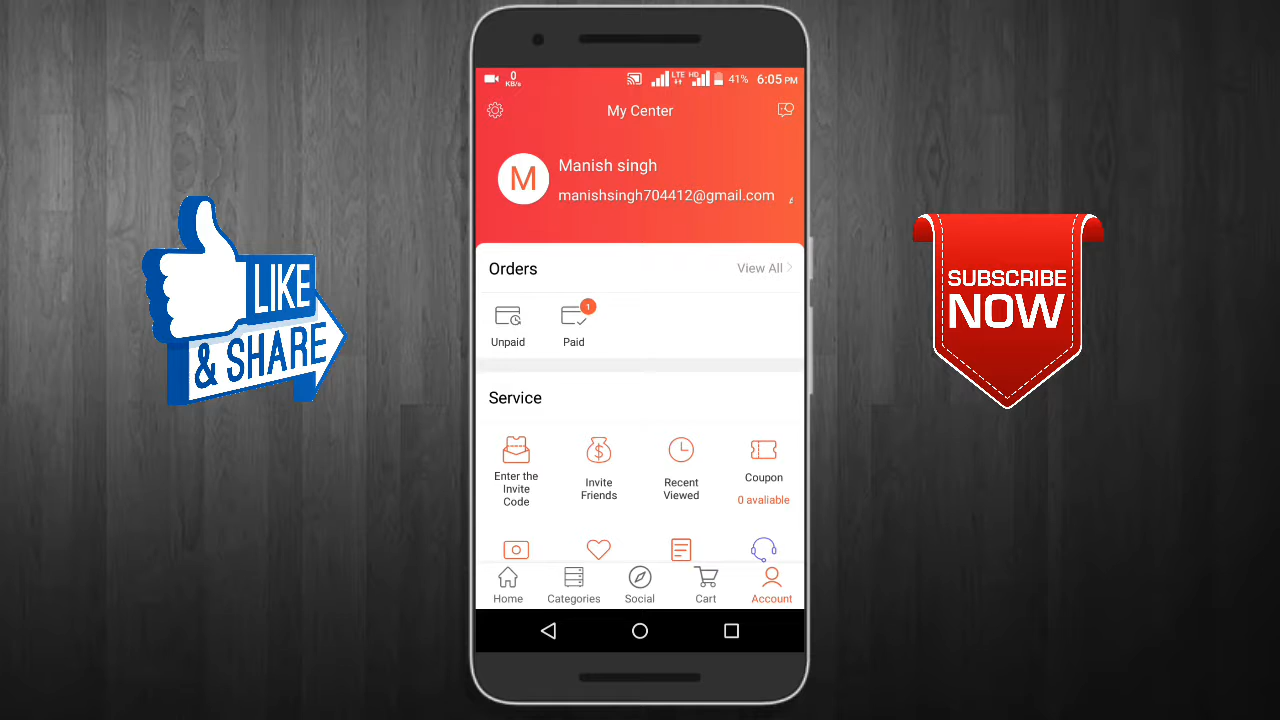 0
KB/s
LTE
HD
41%
6:05 PM
My Center
M
Manish singh
manishsingh704412@gmail.com
Orders
View All
1
Unpaid
Paid
Service
Enter the
Invite
Code
Invite
Friends
Recent
Viewed
Coupon
0 avaliable
Home
Categories
Social
Cart
Account
LIKE
& SHARE
SUBSCRIBE
NOW